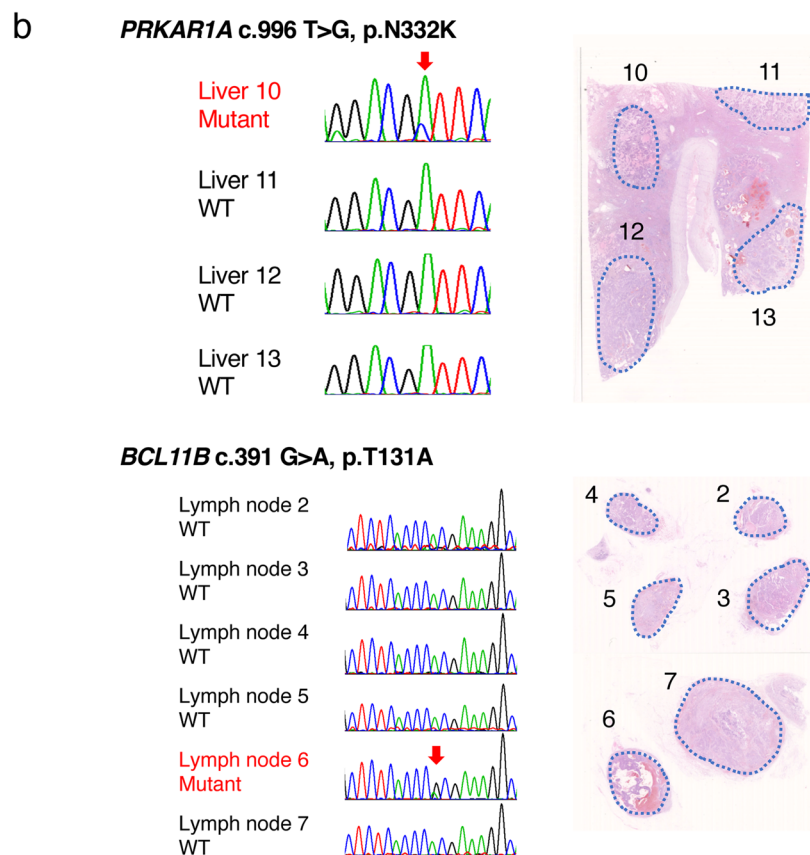 b
PRKAR1A c.996 T>G, p.N332K
Liver 10
Mutant
Liver 11
WT
Liver 12
WT
Liver 13
WT
10
11
12
13
BCL11B c.391 G>A, p.T131A
Lymph node 2
WT
Lymph node 3
WT
Lymph node 4
WT
Lymph node 5
WT
Lymph node 6
Mutant
Lymph node 7
WT
4
2
5
3
7
6